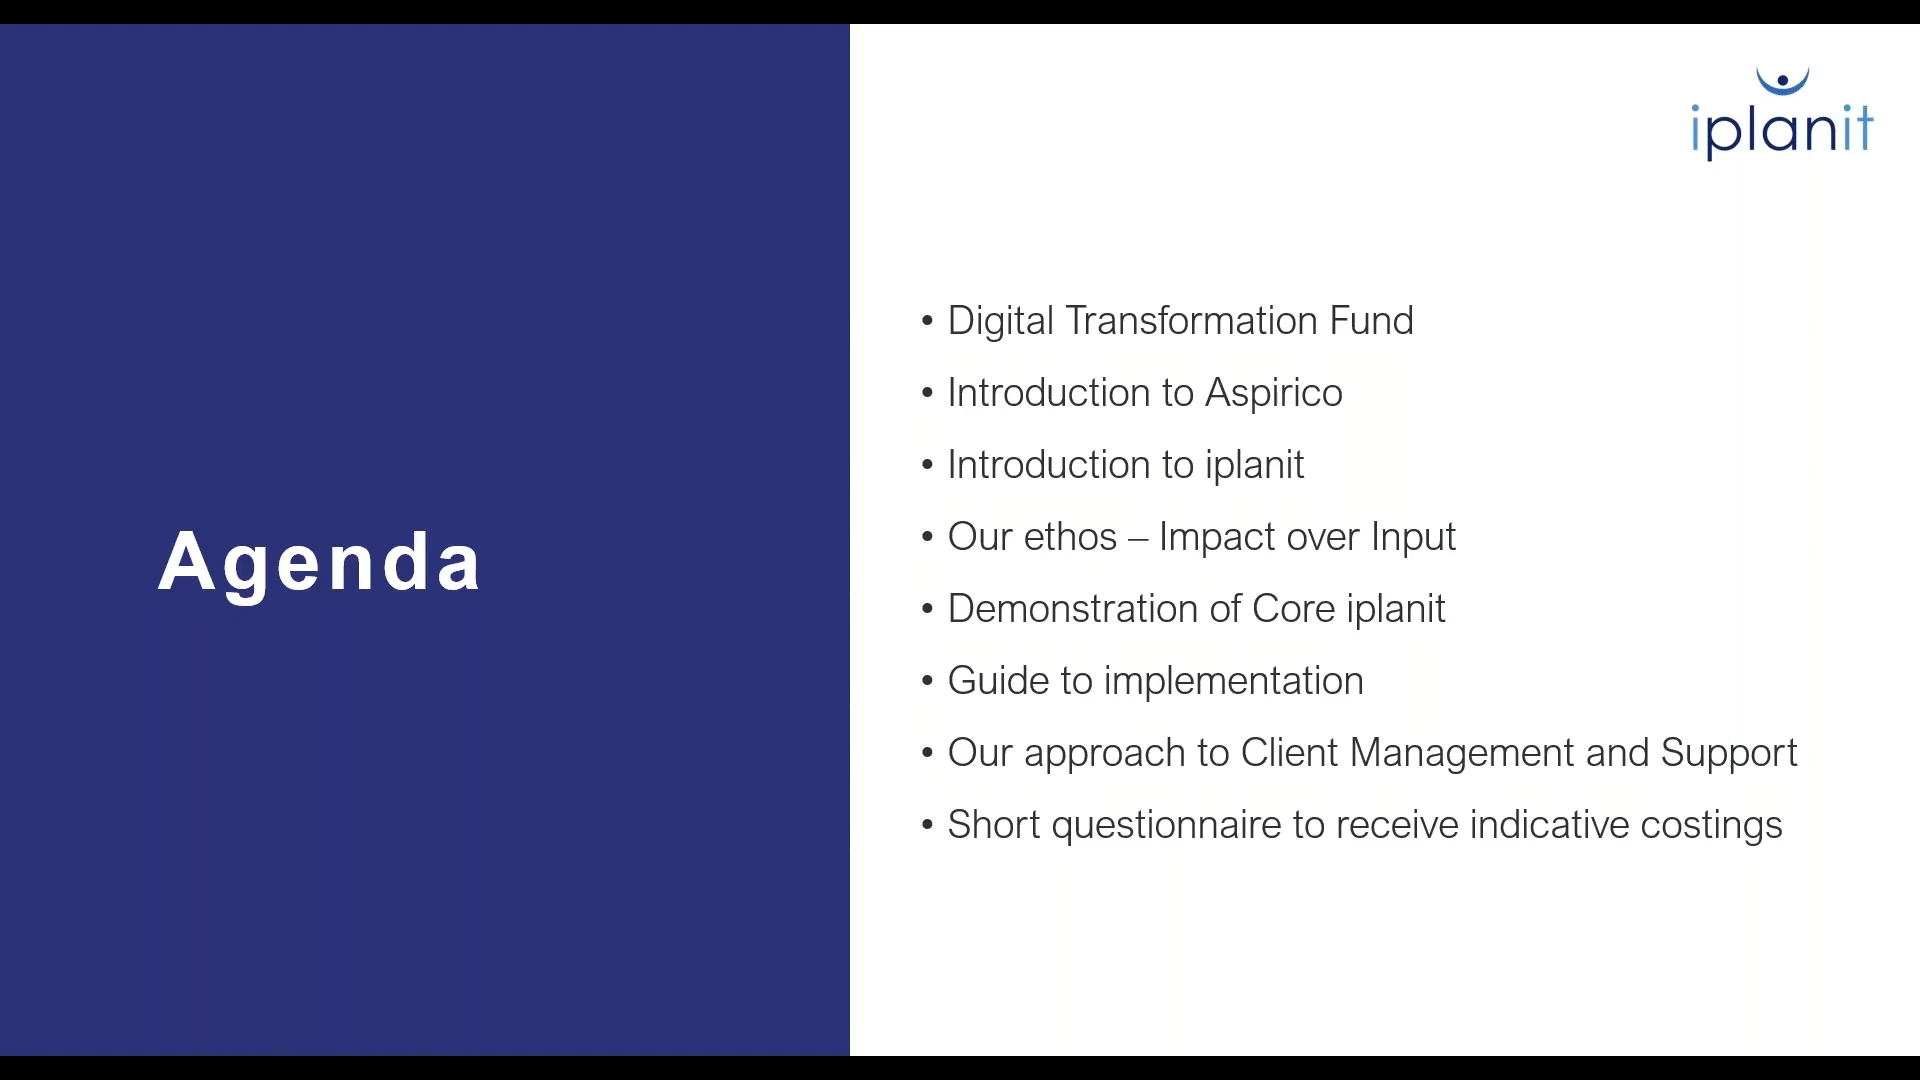 iplanit
Agenda
• Digital Transformation Fund
• Introduction to Aspirico
• Introduction to iplanit
• Our ethos – Impact over Input
• Demonstration of Core iplanit
• Guide to implementation
• Our approach to Client Management and Support
• Short questionnaire to receive indicative costings